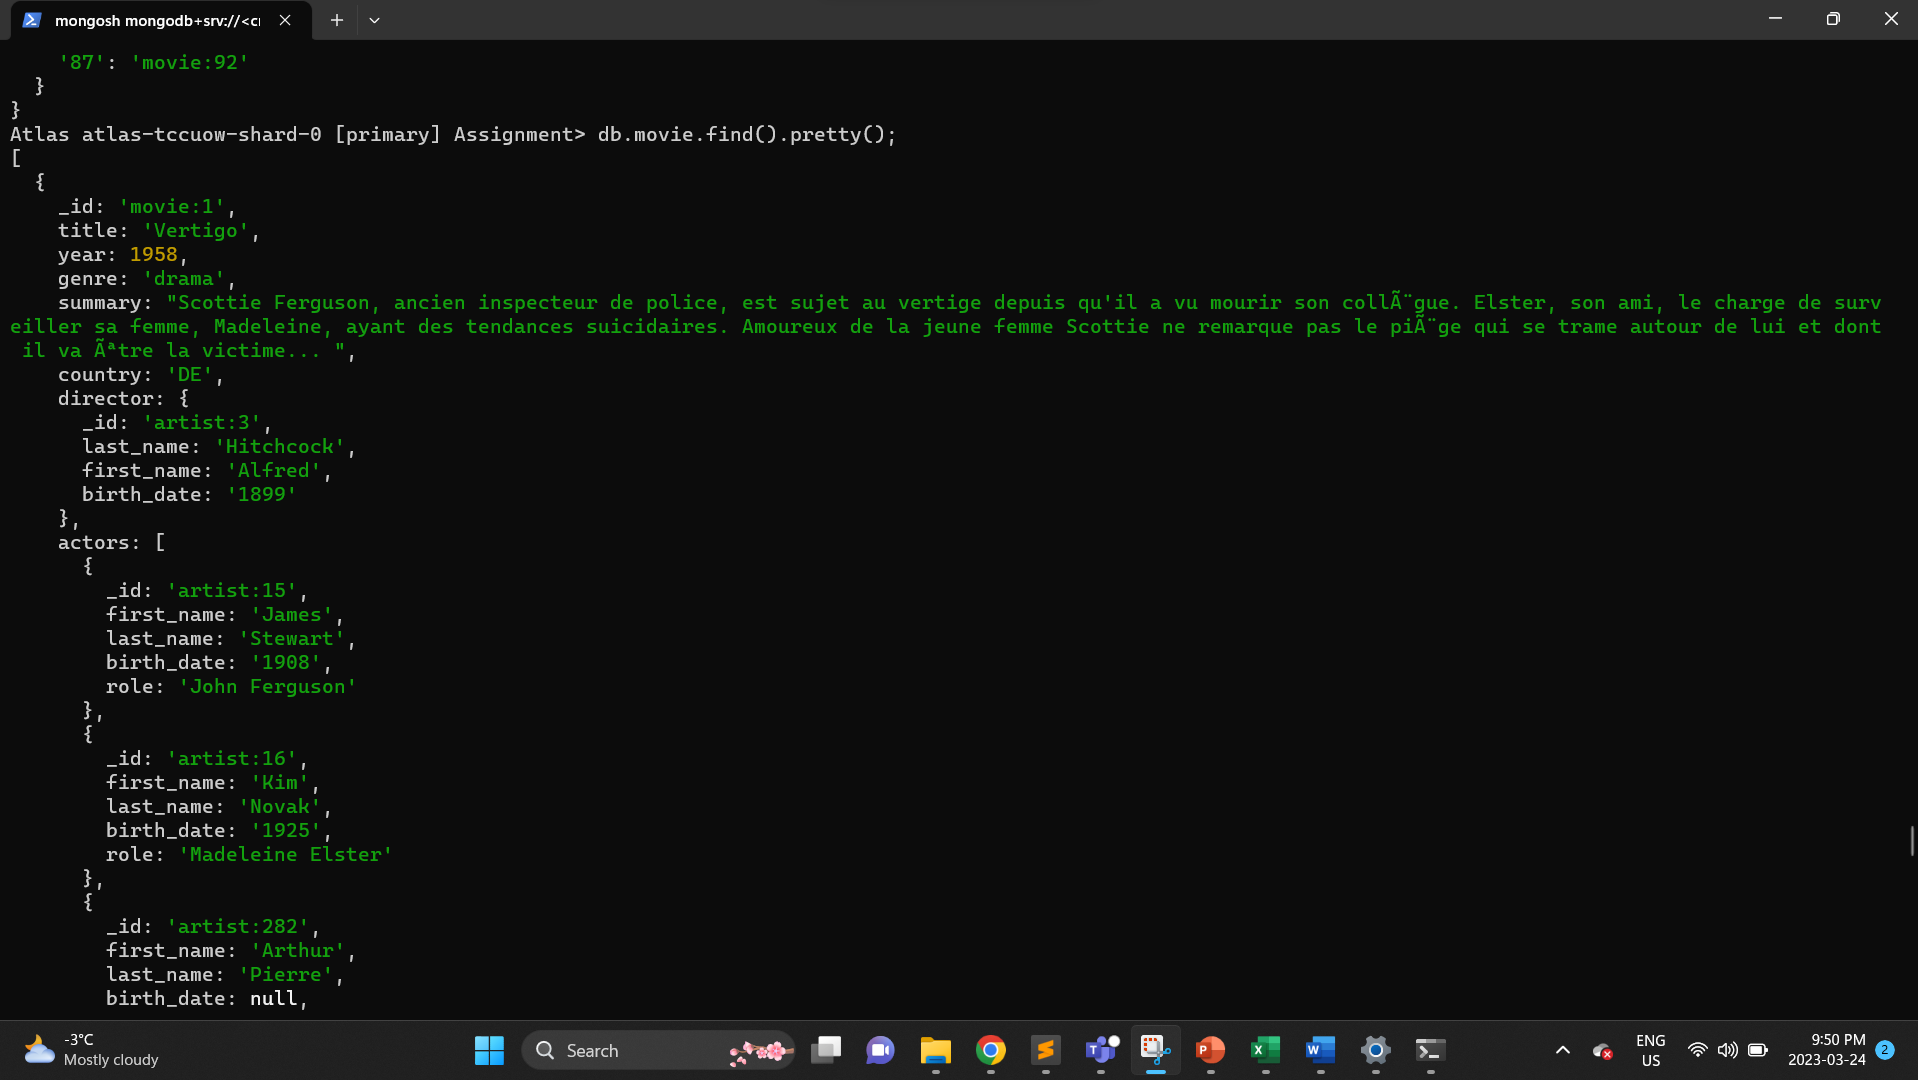 mongosh mongodb+srv://<cr
'87': 'movie:92'
}
}
Atlas atlas-tccuow-shard-0 [primary] Assignment> db.movie.find().pretty();
[
{
_id: 'movie:1',
title: 'Vertigo',
year: 1958,
genre: 'drama',
summary: "Scottie Ferguson, ancien inspecteur de police, est sujet au vertige depuis qu'il a vu mourir son collÃ¨gue. Elster, son ami, le charge de surv
eiller sa femme, Madeleine, ayant des tendances suicidaires. Amoureux de la jeune femme Scottie ne remarque pas le piÃ¨ge qui se trame autour de lui et dont
il va Ãªtre la victime... ",
country: 'DE',
director: {
_id: 'artist:3',
last_name: 'Hitchcock',
first_name: 'Alfred',
birth_date: '1899'
},
actors: [
{
_id: 'artist:15',
first_name: 'James',
last_name: 'Stewart',
birth_date: '1908',
role: 'John Ferguson'
},
{
_id: 'artist:16',
first_name: 'Kim',
last_name: 'Novak',
birth_date: '1925',
role: 'Madeleine Elster'
},
{
_id: 'artist:282',
first_name: 'Arthur',
last_name: 'Pierre',
birth_date: null,
-3°C
Mostly cloudy
Search
ENG
US
9:50 PM
2023-03-24
2